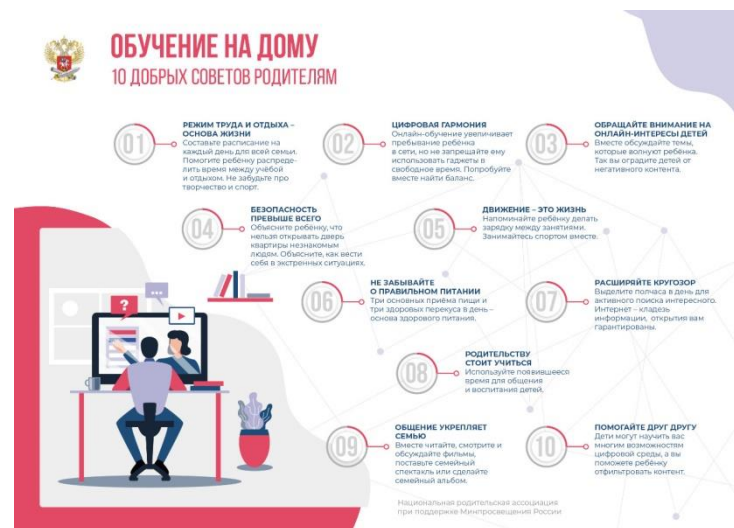 ОБУЧЕНИЕ НА ДОМУ
10 ДОБРЫХ СОВЕТОВ РОДИТЕЛЯМ
01
РЕЖИМ ТРУДА И ОТДЫХА –
ОСНОВА ЖИЗНИ
Составьте расписание на
каждый день для всей семьи.
Помогите ребёнку распреде-
лить время между учёбой
и отдыхом. Не забудьте про
творчество и спорт.
02
ЦИФРОВАЯ ГАРМОНИЯ
Онлайн-обучение увеличивает
пребывание ребёнка
в сети, но не запрещайте ему
использовать гаджеты в
свободное время. Попробуйте
вместе найти баланс.
03
ОБРАЩАЙТЕ ВНИМАНИЕ НА
ОНЛАЙН-ИНТЕРЕСЫ ДЕТЕЙ
Вместе обсуждайте темы,
которые волнуют ребёнка.
Так вы оградите детей от
негативного контента.
04
БЕЗОПАСНОСТЬ
ПРЕВЫШЕ ВСЕГО
Объясните ребёнку, что
нельзя открывать дверь
квартиры незнакомым
людям. Объясните, как вести
себя в экстренных ситуациях.
05
ДВИЖЕНИЕ – ЭТО ЖИЗНЬ
Напоминайте ребёнку делать
зарядку между занятиями.
Занимайтесь спортом вместе.
06
НЕ ЗАБЫВАЙТЕ
О ПРАВИЛЬНОМ ПИТАНИИ
Три основных приёма пищи и
три здоровых перекуса в день –
основа здорового питания.
07
РАСШИРЯЙТЕ КРУГОЗОР
Выделите полчаса в день для
активного поиска интересного.
Интернет – кладезь
информации, открытия вам
гарантированы.
?
08
РОДИТЕЛЬСТВУ
СТОИТ УЧИТЬСЯ
Используйте появившееся
время для общения
и воспитания детей.
09
ОБЩЕНИЕ УКРЕПЛЯЕТ
СЕМЬЮ
Вместе читайте, смотрите и
обсуждайте фильмы,
поставьте семейный
спектакль или сделайте
семейный альбом.
10
ПОМОГАЙТЕ ДРУГ ДРУГУ
Дети могут научить вас
многим возможностям
цифровой среды, а вы
поможете ребёнку
отфильтровать контент.
Национальная родительская ассоциация
при поддержке Минпросвещения России